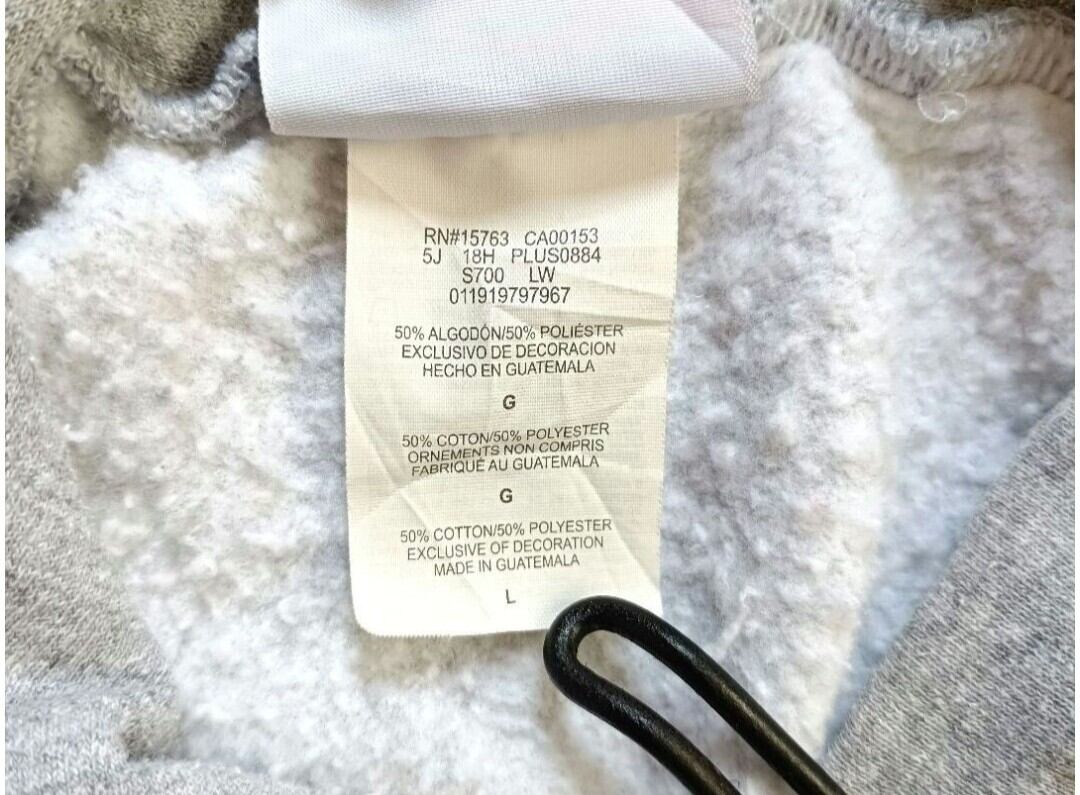 RN#15763 CA00153
5J 18H PLUS0884
S700 LW
011919797967
50% ALGODÓN/50% POLIÉSTER
EXCLUSIVO DE DECORACION
HECHO EN GUATEMALA
G
50% COTON/50% POLYESTER
ORNEMENTS NON COMPRIS
FABRIQUÉ AU GUATEMALA
G
50% COTTON/50% POLYESTER
EXCLUSIVE OF DECORATION
MADE IN GUATEMALA
L